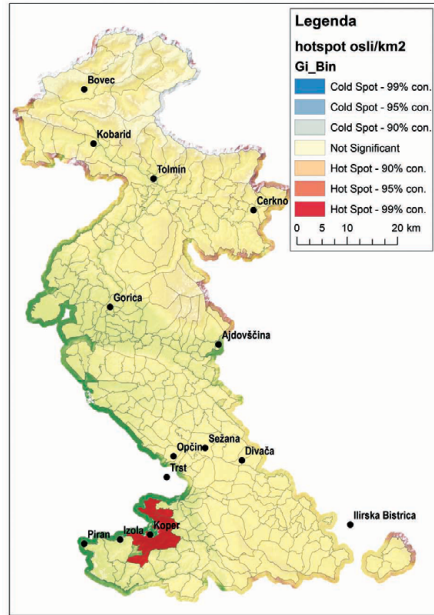 Legenda
hotspot osli/km2
Gi_Bin
Cold Spot - 99% con.
Cold Spot - 95% con.
Cold Spot - 90% con.
Not Significant
Hot Spot - 90% con.
Hot Spot - 95% con.
Hot Spot - 99% con.
0 10 20 km
Bovec
Kobarid
Tolmin
Cerkno
Gorica
Ajdovščina
Opčine
Sežana
Divača
Trst
Ilirska Bistrica
Piran
Izola
Koper